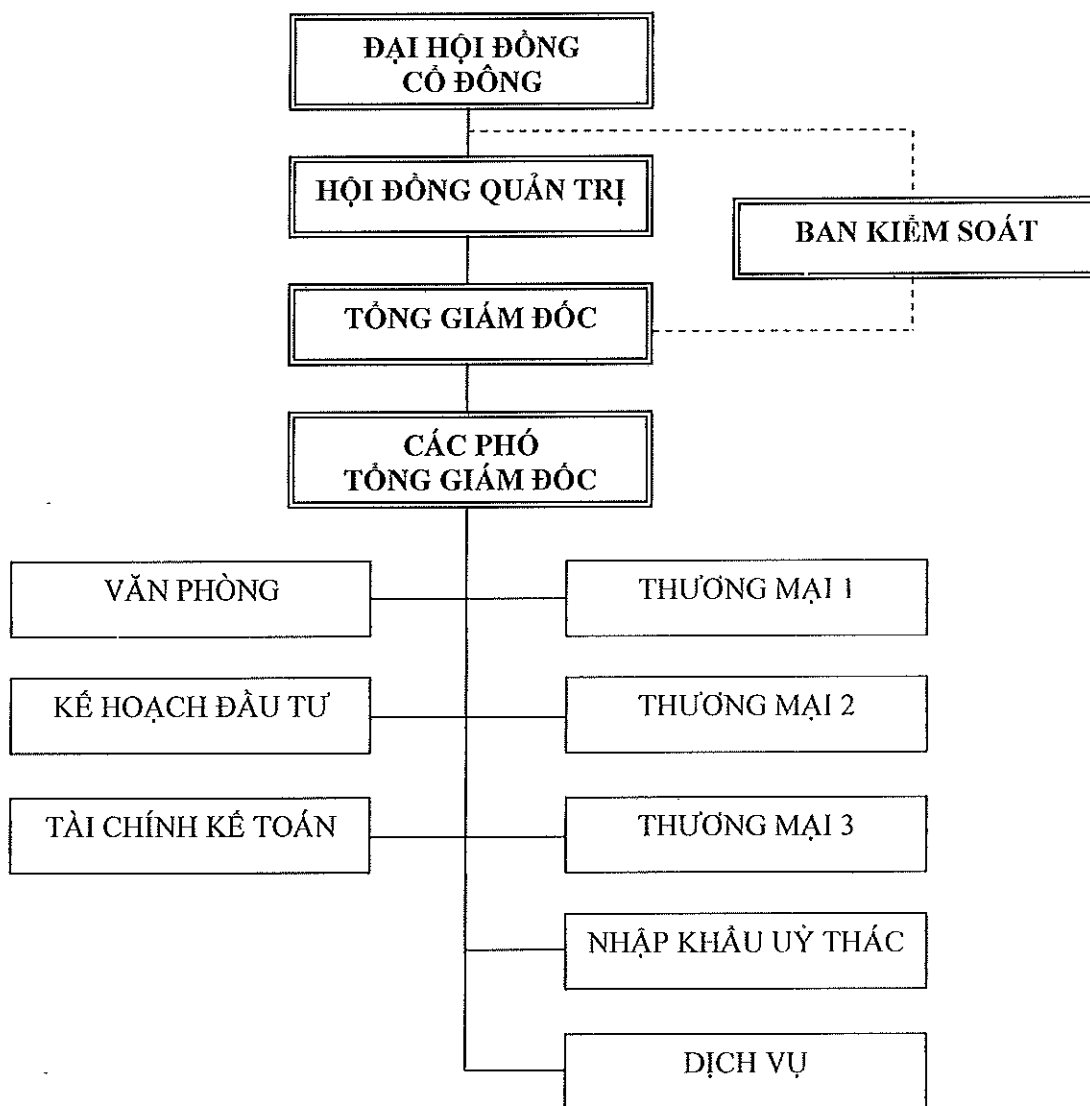 ĐẠI HỘI ĐỒNG
CỔ ĐÔNG
HỘI ĐỒNG QUẢN TRỊ
BAN KIỂM SOÁT
TỔNG GIÁM ĐỐC
CÁC PHÓ
TỔNG GIÁM ĐỐC
VĂN PHÒNG
THƯƠNG MẠI 1
KẾ HOẠCH ĐẦU TƯ
THƯƠNG MẠI 2
TÀI CHÍNH KẾ TOÁN
THƯƠNG MẠI 3
NHẬP KHẨU UỶ THÁC
DỊCH VỤ